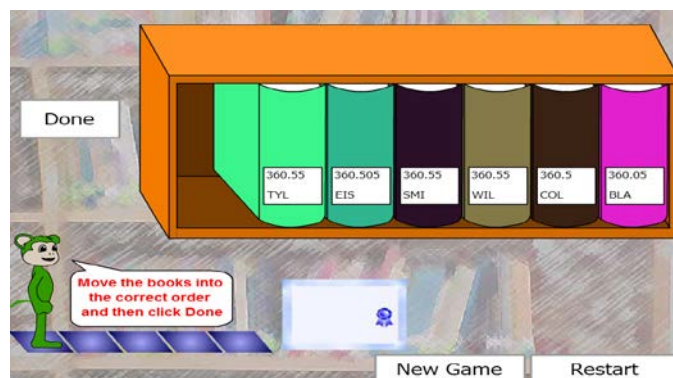 Done
360.55
TYL
360.505
EIS
360.55
SMI
360.55
WIL
360.5
COL
360.05
BLA
Move the books into
the correct order
and then click Done
New Game
Restart